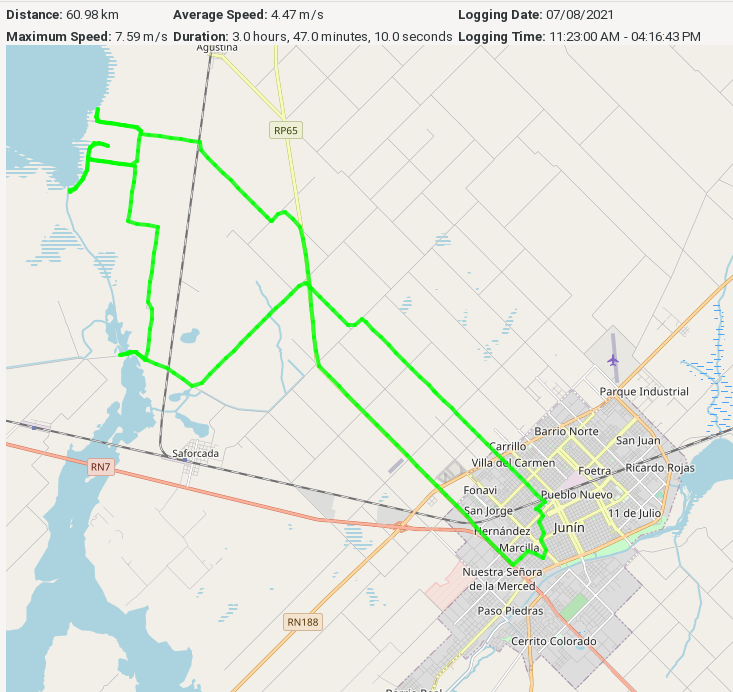 Distance: 60.98 km Average Speed: 4.47 m/s Logging Date: 07/08/2021
Maximum Speed: 7.59 m/s Duration: 3.0 hours, 47.0 minutes, 10.0 seconds Logging Time: 11:23:00 AM - 04:16:43 PM
Agustina
RP65
Parque Industrial
Barrio Norte
San Juan
Carrillo
Saforcada
Villa del Carmen
RN7
Foetra
Ricardo Rojas
Fonavi
Pueblo Nuevo
San Jorge
11 de Julio
Junín
Hernández
Marcilla
Nuestra Señora
de la Merced
Paso Piedras
RN188
Cerrito Colorado
Barrio Real